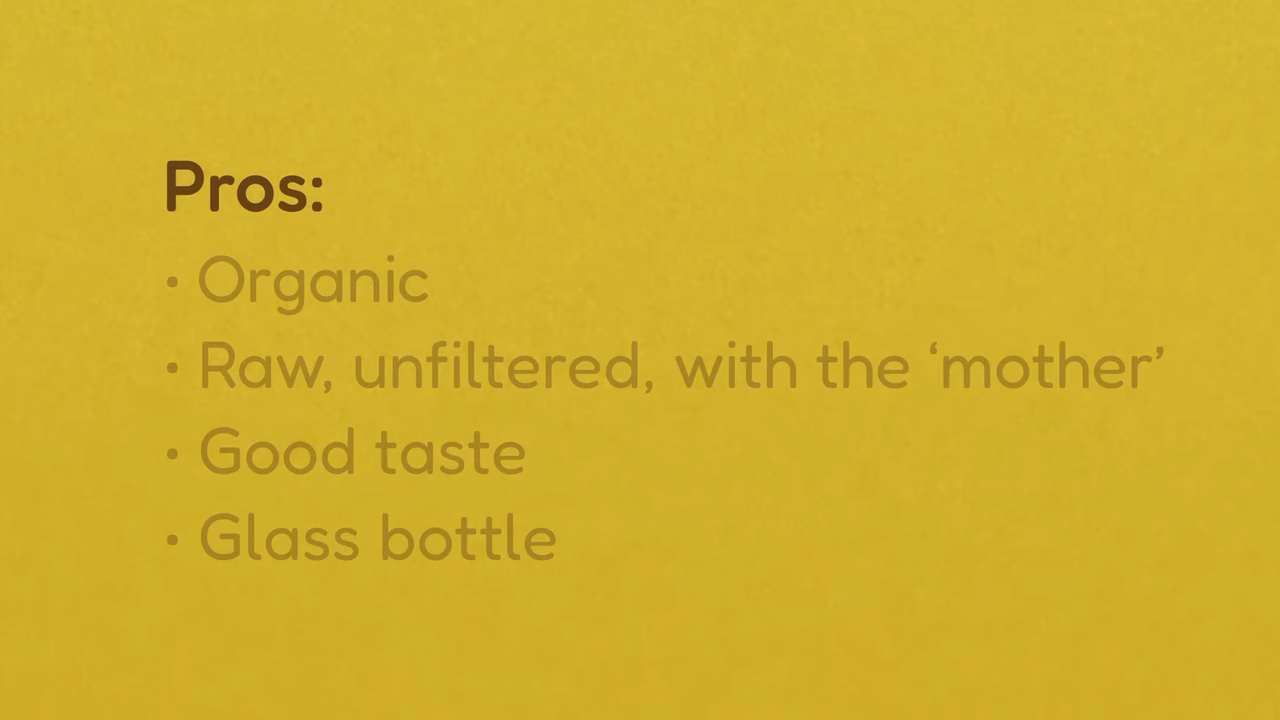 Pros:
• Organic
• Raw, unfiltered, with the ‘mother’
• Good taste
• Glass bottle